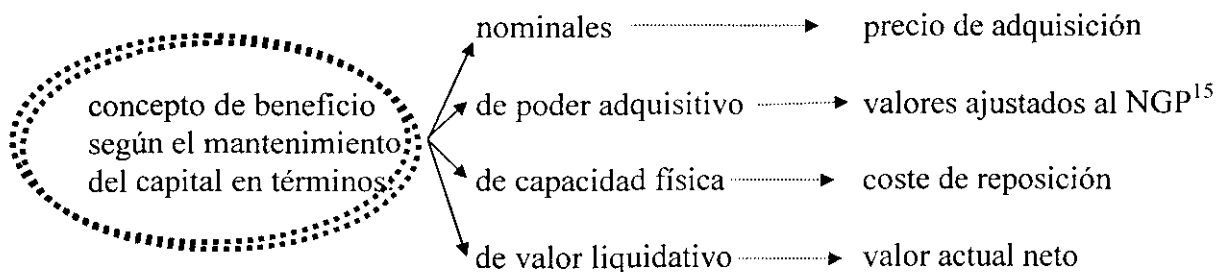 nominales precio de adquisición
concepto de beneficio
según el mantenimiento
del capital en términos:
de poder adquisitivo valores ajustados al NGP¹⁵
de capacidad física coste de reposición
de valor liquidativo valor actual neto